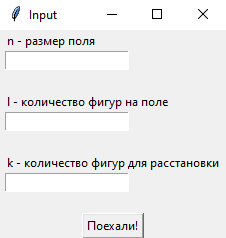 Input
n - размер поля
l - количество фигур на поле
k - количество фигур для расстановки
Поехали!